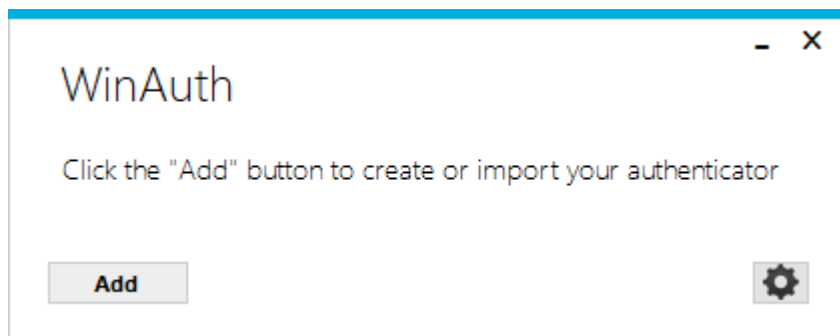 WinAuth
Click the "Add" button to create or import your authenticator
Add